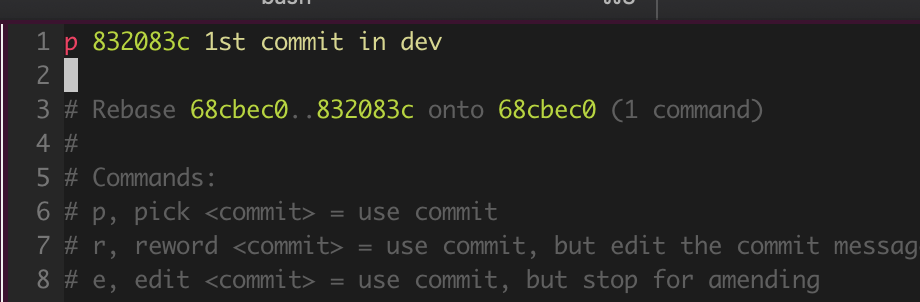 bash
1 p 832083c 1st commit in dev
2
3 # Rebase 68cbec0..832083c onto 68cbec0 (1 command)
4 #
5 # Commands:
6 # p, pick <commit> = use commit
7 # r, reword <commit> = use commit, but edit the commit messag
8 # e, edit <commit> = use commit, but stop for amending